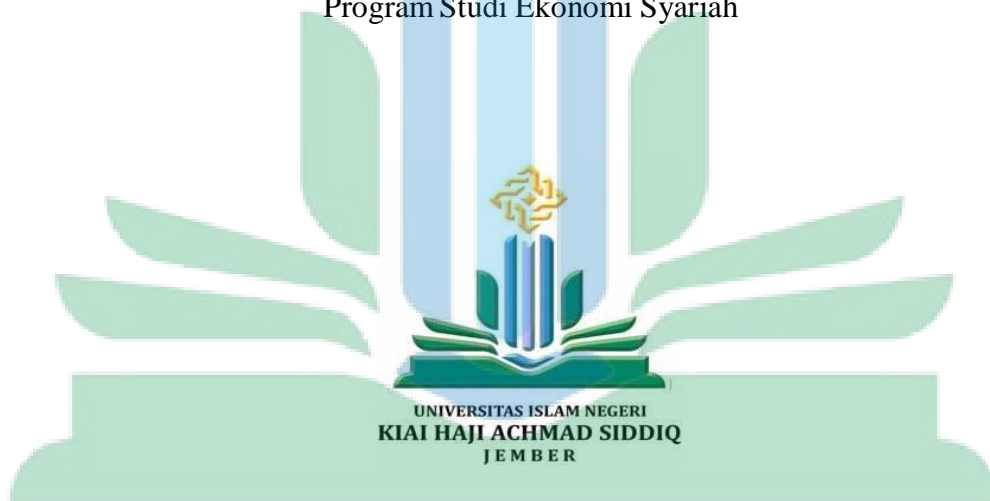 Program Studi Ekonomi Syariah
UNIVERSITAS ISLAM NEGERI
KIAI HAJI ACHMAD SIDDIQ
JEMBER